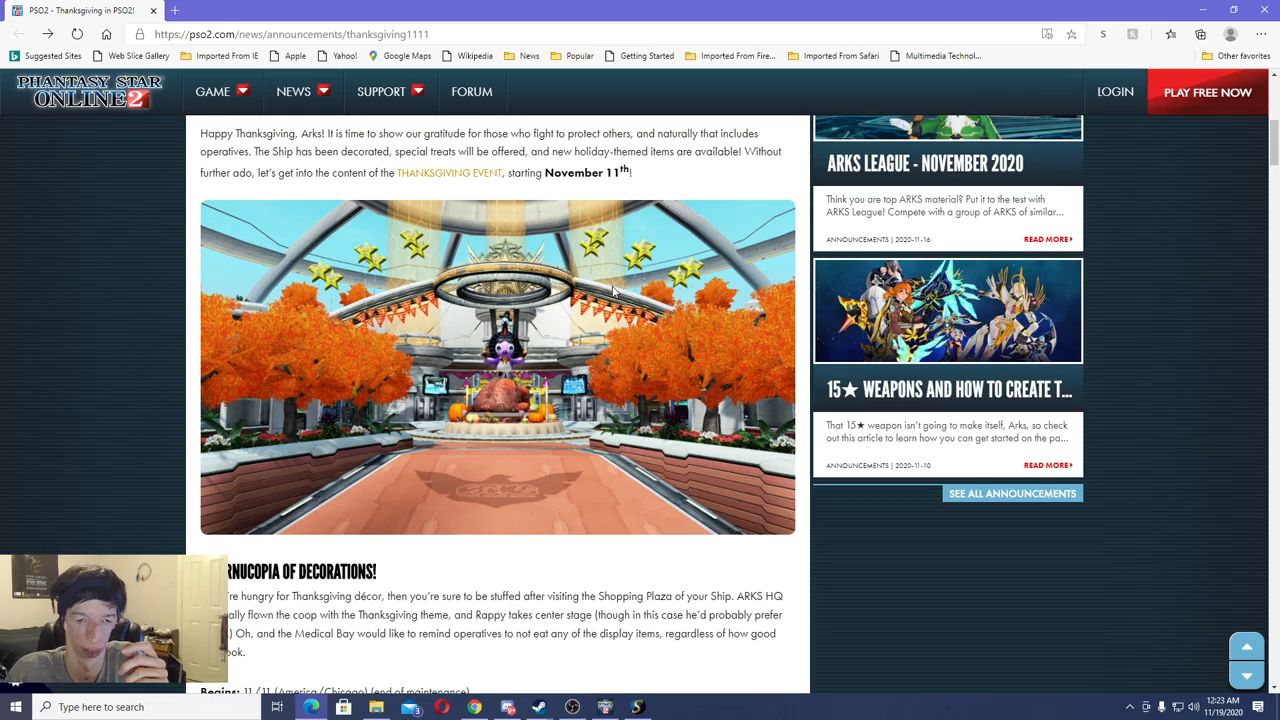 PSO2 - Thanksgiving in PSO2!
https://pso2.com/news/announcements/thanksgiving1111
Suggested Sites
Web Slice Gallery
Imported From IE
Apple
Yahoo!
Google Maps
Wikipedia
News
Popular
Getting Started
Imported From Fire...
Imported From Safari
Multimedia Technol...
Other favorites
PHANTASY STAR
ONLINE 2
GAME
NEWS
SUPPORT
FORUM
LOGIN
PLAY FREE NOW
Happy Thanksgiving, Arks! It is time to show our gratitude for those who fight to protect others, and naturally that includes
operatives. The Ship has been decorated, special treats will be offered, and new holiday-themed items are available! Without
further ado, let's get into the content of the THANKSGIVING EVENT, starting November 11th!
RNUCOPIA OF DECORATIONS!
're hungry for Thanksgiving décor, then you're sure to be stuffed after visiting the Shopping Plaza of your Ship. ARKS HQ
ally flown the coop with the Thanksgiving theme, and Rappy takes center stage (though in this case he'd probably prefer
.) Oh, and the Medical Bay would like to remind operatives to not eat any of the display items, regardless of how good
ook.
Begins: 11/11 (America/Chicago) (end of maintenance)
ARKS LEAGUE - NOVEMBER 2020
Think you are top ARKS material? Put it to the test with
ARKS League! Compete with a group of ARKS of similar...
ANNOUNCEMENTS | 2020-11-16
READ MORE
15★ WEAPONS AND HOW TO CREATE T...
That 15★ weapon isn't going to make itself, Arks, so check
out this article to learn how you can get started on the pa...
ANNOUNCEMENTS | 2020-11-10
READ MORE
SEE ALL ANNOUNCEMENTS
Type here to search
12:23 AM
11/19/2020